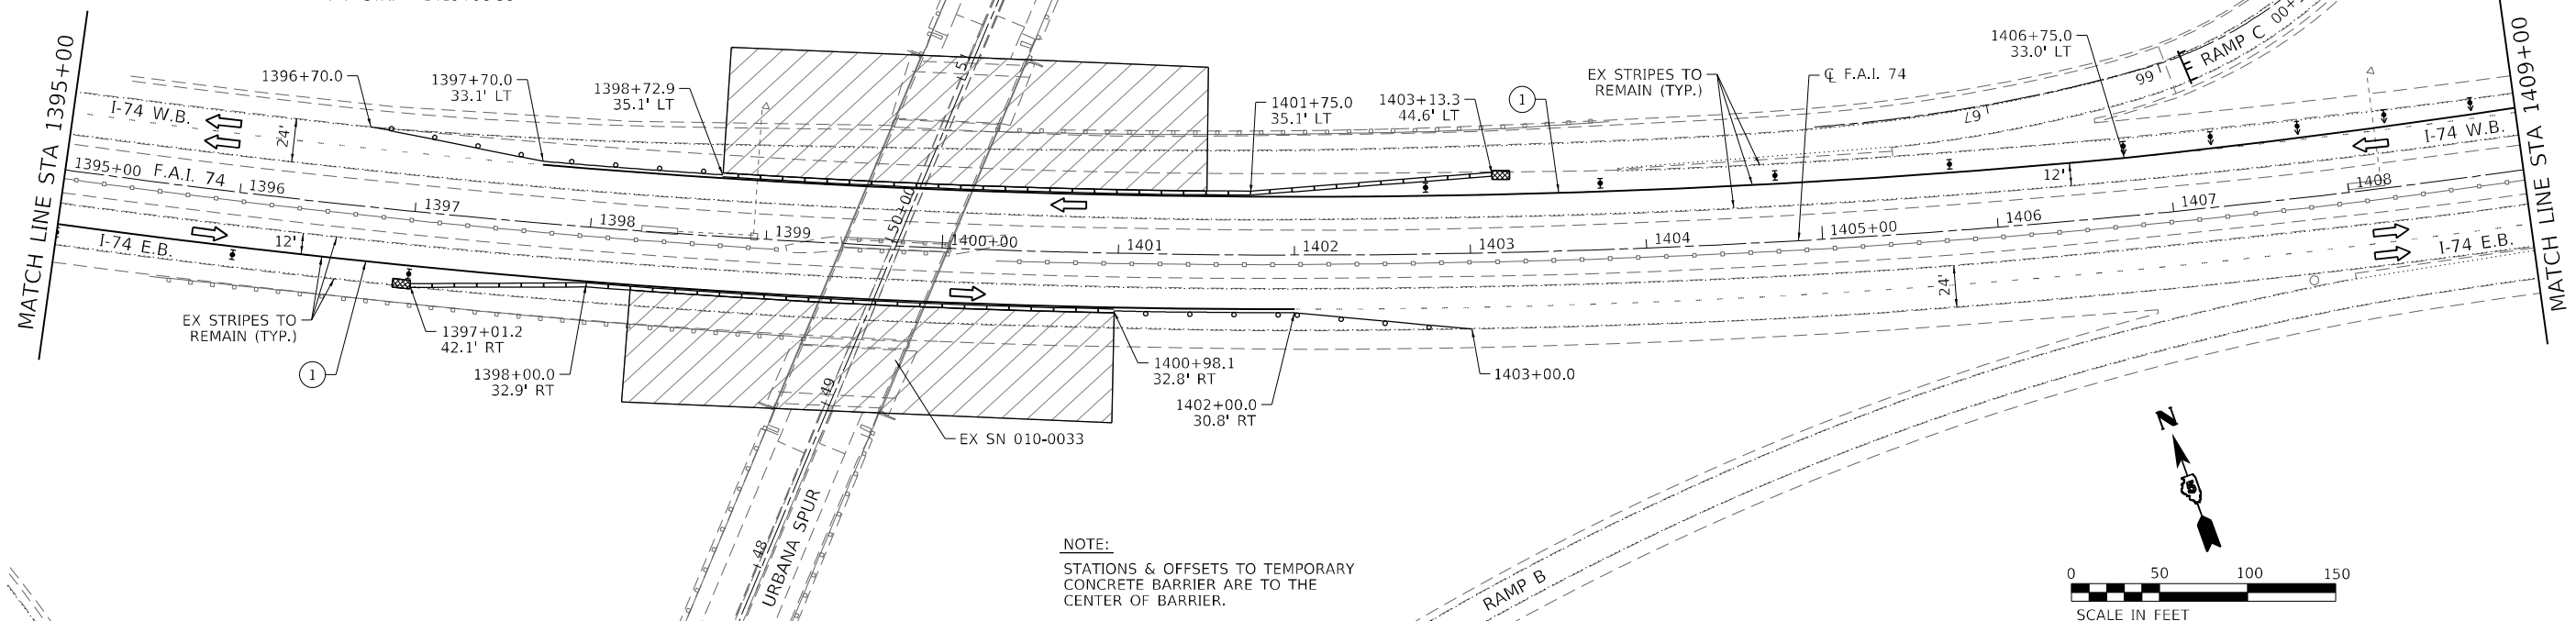 MATCH LINE STA 1395+00
I-74 W.B.
24'
1395+00 F.A.I. 74
1396
1397
1398
1399
1400+00
1401
1402
1403
1404
1405+00
1406
1407
1408
1396+70.0
1397+70.0
33.1' LT
1398+72.9
35.1' LT
51
50+00
49
48
URBANA SPUR
1401+75.0
35.1' LT
1403+13.3
44.6' LT
1
EX STRIPES TO
REMAIN (TYP.)
℄ F.A.I. 74
1406+75.0
33.0' LT
67
66
RAMP C
00+
MATCH LINE STA 1409+00
I-74 W.B.
12'
I-74 E.B.
24'
I-74 E.B.
12'
EX STRIPES TO
REMAIN (TYP.)
1
1397+01.2
42.1' RT
1398+00.0
32.9' RT
EX SN 010-0033
1400+98.1
32.8' RT
1402+00.0
30.8' RT
1403+00.0
RAMP B
NOTE:
STATIONS & OFFSETS TO TEMPORARY
CONCRETE BARRIER ARE TO THE
CENTER OF BARRIER.
N
5
0 50 100 150
SCALE IN FEET